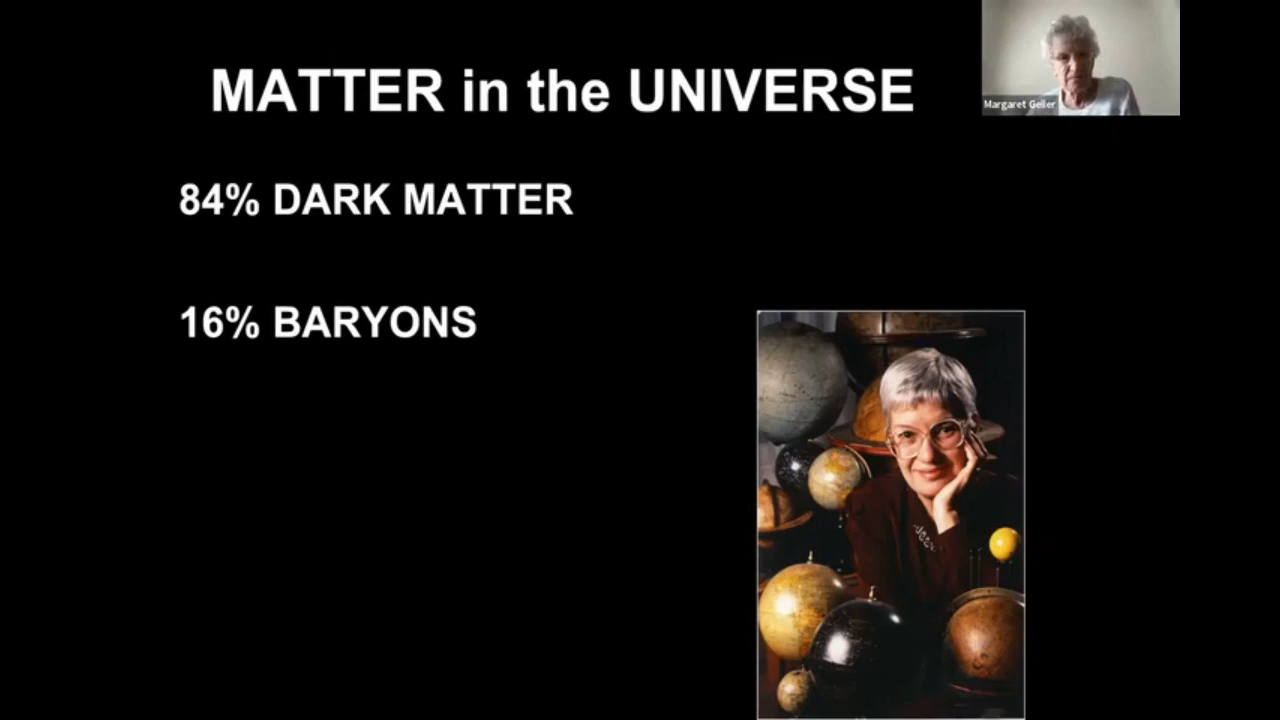 MATTER in the UNIVERSE
Margaret Geller
84% DARK MATTER
16% BARYONS